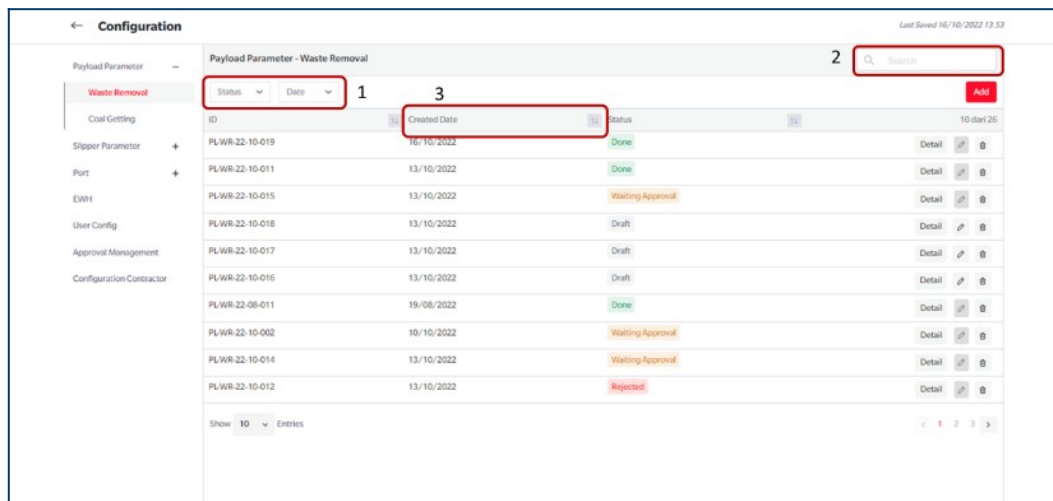 ← Configuration
Last Saved 16/10/2022 13.53
Payload Parameter –
Waste Removal
Coal Getting
Slipper Parameter +
Port +
EWH
User Config
Approval Management
Configuration Contractor
Payload Parameter - Waste Removal
2
Search
Status Date 1
3
Add
ID Created Date Status 10 dari 26
PL-WR-22-10-019 16/10/2022 Done Detail
PL-WR-22-10-011 13/10/2022 Done Detail
PL-WR-22-10-015 13/10/2022 Waiting Approval Detail
PL-WR-22-10-018 13/10/2022 Draft Detail
PL-WR-22-10-017 13/10/2022 Draft Detail
PL-WR-22-10-016 13/10/2022 Draft Detail
PL-WR-22-08-011 19/08/2022 Done Detail
PL-WR-22-10-002 10/10/2022 Waiting Approval Detail
PL-WR-22-10-014 13/10/2022 Waiting Approval Detail
PL-WR-22-10-012 13/10/2022 Rejected Detail
Show 10 Entries
< 1 2 3 >